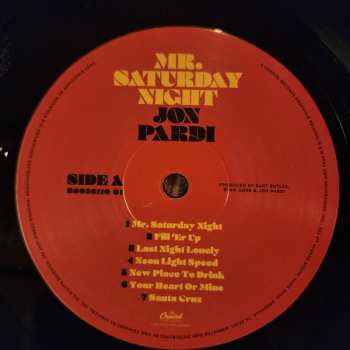 MR.
SATURDAY
NIGHT
JON
PARDI
SIDE A
PRODUCED BY BART BUTLER,
RYAN GORE & JON PARDI
1 Mr. Saturday Night
2 Fill 'Er Up
3 Last Night Lonely
4 Neon Light Speed
5 New Place To Drink
6 Your Heart Or Mine
7 Santa Cruz
Capitol